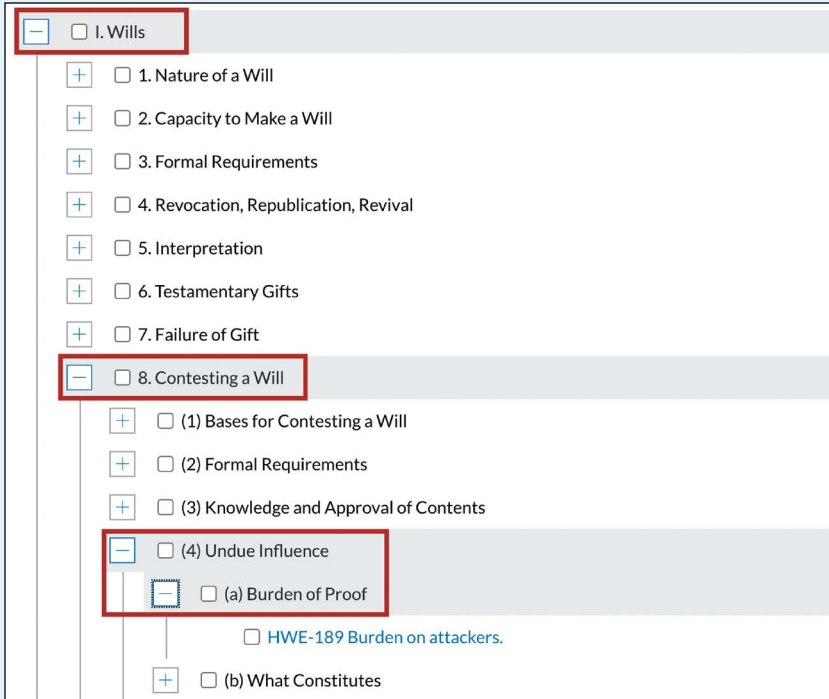 I. Wills
1. Nature of a Will
2. Capacity to Make a Will
3. Formal Requirements
4. Revocation, Republication, Revival
5. Interpretation
6. Testamentary Gifts
7. Failure of Gift
8. Contesting a Will
(1) Bases for Contesting a Will
(2) Formal Requirements
(3) Knowledge and Approval of Contents
(4) Undue Influence
(a) Burden of Proof
HWE-189 Burden on attackers.
(b) What Constitutes